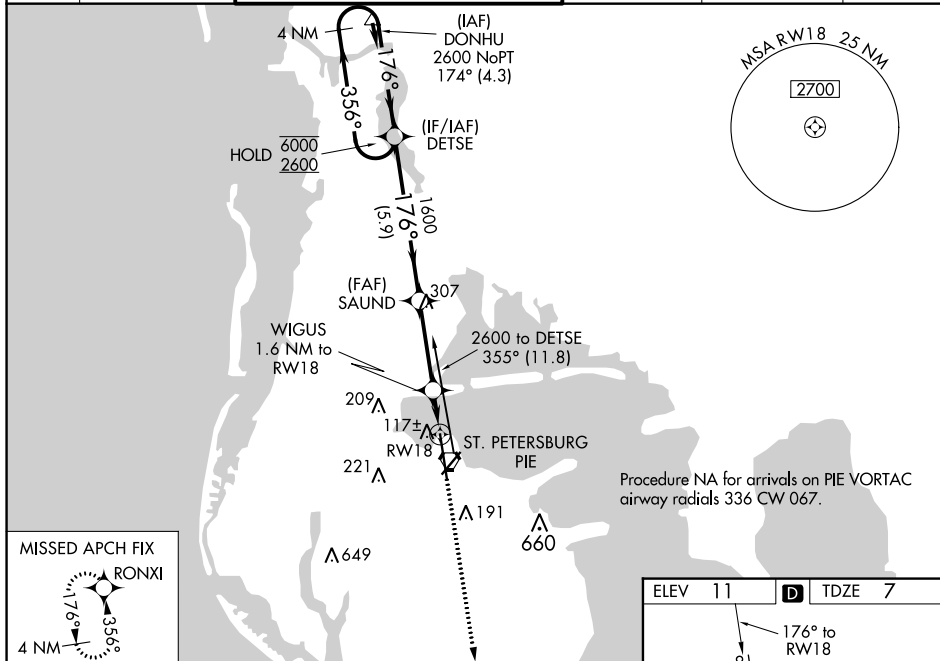 4 NM
(IAF)
DONHU
2600 NoPT
174° (4.3)
176°
356°
HOLD
6000
2600
(IF/IAF)
DETSE
MSA RW18 25 NM
2700
1600
176°
(5.9)
(FAF)
SAUND
307
WIGUS
1.6 NM to
RW18
2600 to DETSE
355° (11.8)
209
117±
RW18
ST. PETERSBURG
PIE
221
191
660
649
Procedure NA for arrivals on PIE VORTAC
airway radials 336 CW 067.
MISSED APCH FIX
RONXI
176°
356°
4 NM
ELEV 11 D TDZE 7
176° to
RW18